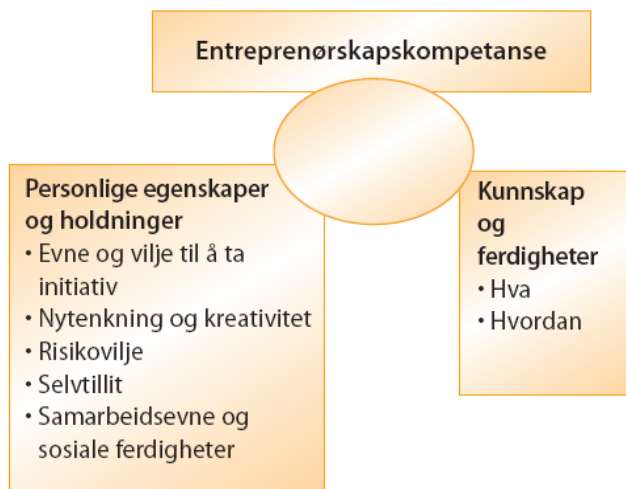 Entreprenørskapskompetanse
Personlige egenskaper
og holdninger
• Evne og vilje til å ta
initiativ
• Nytenkning og kreativitet
• Risikovilje
• Selvtillit
• Samarbeidsevne og
sosiale ferdigheter
Kunnskap
og
ferdigheter
• Hva
• Hvordan